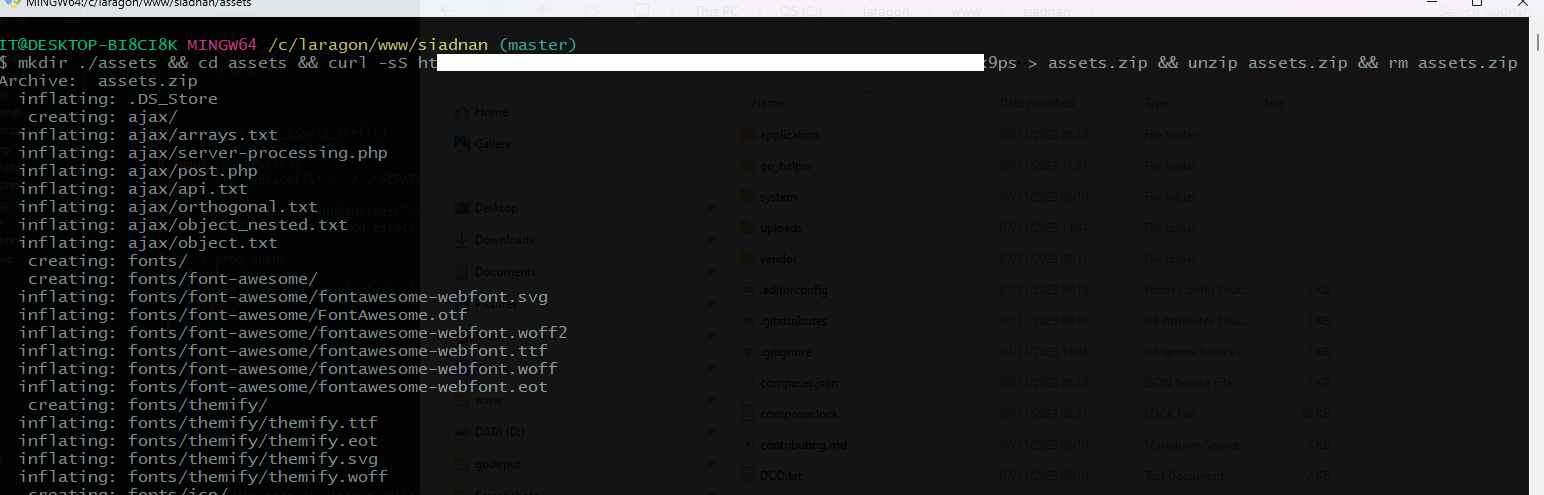 MINGW64:/c/laragon/www/siadnan/assets
This PC > OS (C:) > laragon > www > siadnan >
Search siadnan
IT@DESKTOP-BI8CI8K MINGW64 /c/laragon/www/siadnan (master)
$ mkdir ./assets && cd assets && curl -sS ht 9ps > assets.zip && unzip assets.zip && rm assets.zip
Archive:  assets.zip
inflating: .DS_Store
creating: ajax/
inflating: ajax/arrays.txt
inflating: ajax/server-processing.php
inflating: ajax/post.php
inflating: ajax/api.txt
inflating: ajax/orthogonal.txt
inflating: ajax/object_nested.txt
inflating: ajax/object.txt
creating: fonts/
creating: fonts/font-awesome/
inflating: fonts/font-awesome/fontawesome-webfont.svg
inflating: fonts/font-awesome/FontAwesome.otf
inflating: fonts/font-awesome/fontawesome-webfont.woff2
inflating: fonts/font-awesome/fontawesome-webfont.ttf
inflating: fonts/font-awesome/fontawesome-webfont.woff
inflating: fonts/font-awesome/fontawesome-webfont.eot
creating: fonts/themify/
inflating: fonts/themify/themify.ttf
inflating: fonts/themify/themify.eot
inflating: fonts/themify/themify.svg
inflating: fonts/themify/themify.woff
creating: fonts/ico/
Home
Gallery
Desktop
Downloads
Documents
Pictures
www
DATA (D:)
godirput
Name Date modified Type Size
application 07/11/2023 08:10 File folder
go_helper 07/11/2023 11:51 File folder
system 07/11/2023 08:10 File folder
uploads 07/11/2023 14:44 File folder
vendor 07/11/2023 08:11 File folder
.editorconfig 07/11/2023 08:10 Editor Config Sour... 1 KB
.gitattributes 07/11/2023 08:10 Git Attributes Sour... 1 KB
.gitignore 07/11/2023 14:44 Git Ignore Source ... 1 KB
composer.json 07/11/2023 08:10 JSON Source File 1 KB
composer.lock 07/11/2023 08:11 LOCK File 68 KB
contributing.md 07/11/2023 08:10 Markdown Source... 7 KB
DCO.txt 07/11/2023 08:10 Text Document 2 KB